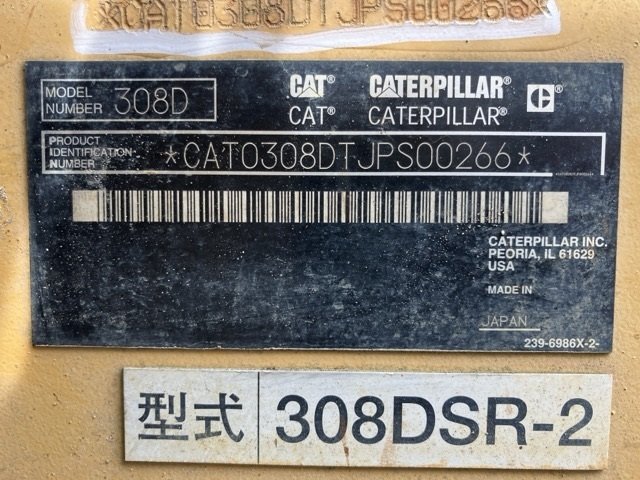 *CAT0308DTJPS00266*
MODEL NUMBER 308D
CAT® CATERPILLAR®
CAT® CATERPILLAR®
PRODUCT IDENTIFICATION NUMBER *CAT0308DTJPS00266*
CATERPILLAR INC.
PEORIA, IL 61629
USA
MADE IN
JAPAN
239-6986X-2-
型式 308DSR-2